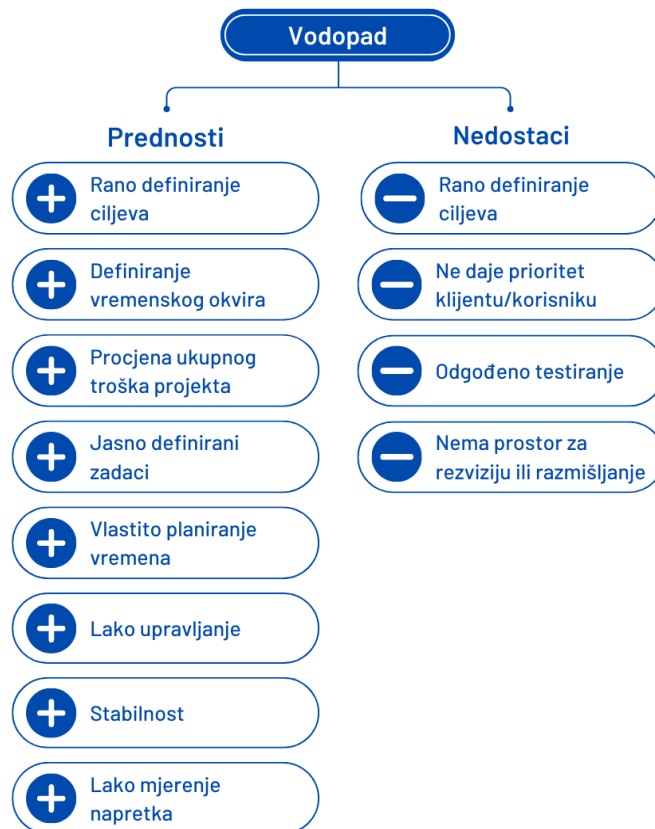 Vodopad
Prednosti
Rano definiranje
ciljeva
Definiranje
vremenskog okvira
Procjena ukupnog
troška projekta
Jasno definirani
zadaci
Vlastito planiranje
vremena
Lako upravljanje
Stabilnost
Lako mjerenje
napretka
Nedostaci
Rano definiranje
ciljeva
Ne daje prioritet
klijentu/korisniku
Odgođeno testiranje
Nema prostor za
rezviziju ili razmišljanje